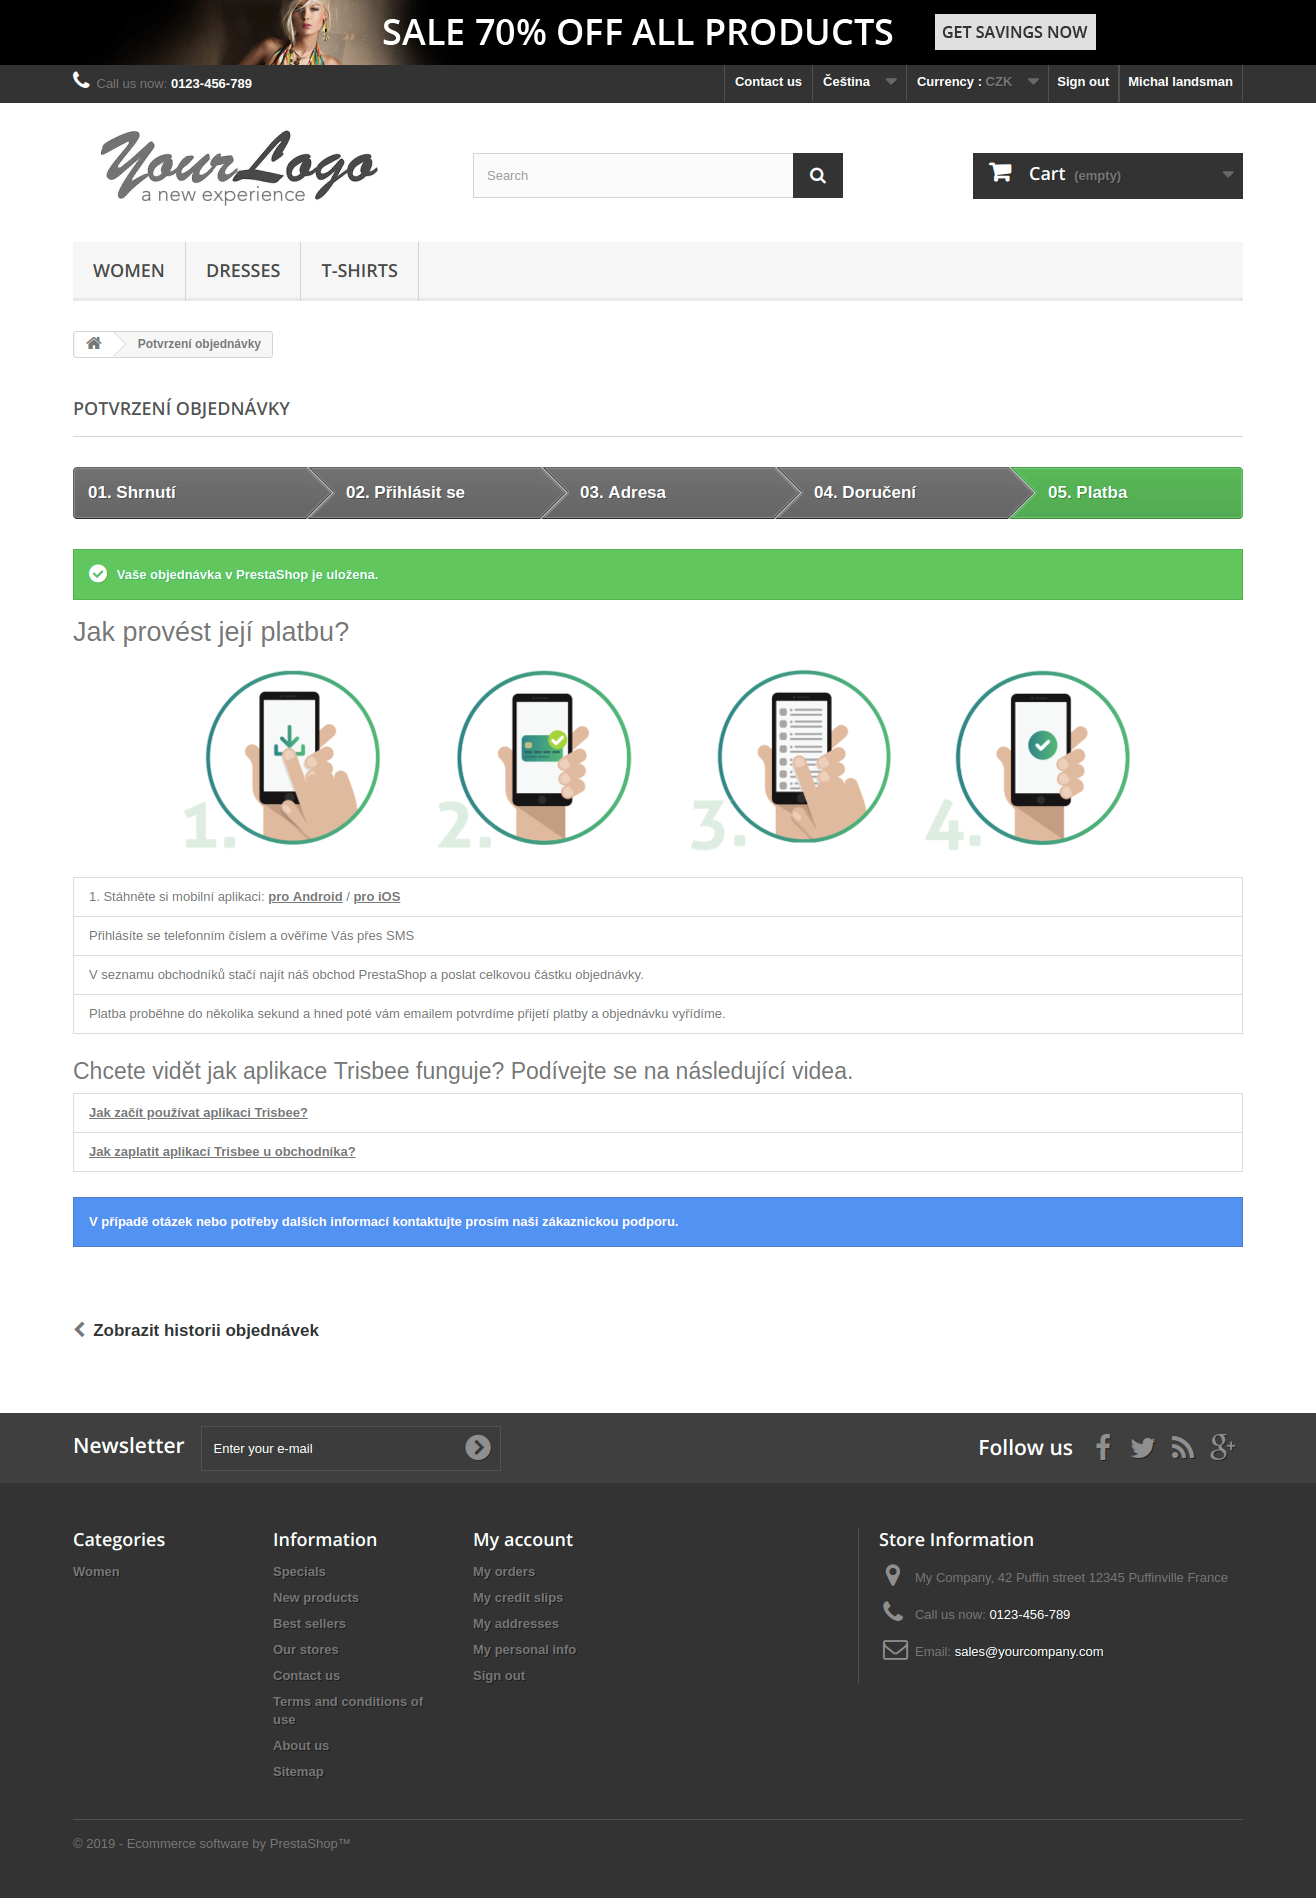 SALE 70% OFF ALL PRODUCTS GET SAVINGS NOW
Call us now: 0123-456-789 Contact us Čeština Currency : CZK Sign out Michal landsman
YourLogo
a new experience
Search
Cart (empty)
WOMEN DRESSES T-SHIRTS
Potvrzení objednávky
POTVRZENÍ OBJEDNÁVKY
01. Shrnutí 02. Přihlásit se 03. Adresa 04. Doručení 05. Platba
Vaše objednávka v PrestaShop je uložena.
Jak provést její platbu?
1. 2. 3. 4.
1. Stáhněte si mobilní aplikaci: pro Android / pro iOS
Přihlásíte se telefonním číslem a ověříme Vás přes SMS
V seznamu obchodníků stačí najít náš obchod PrestaShop a poslat celkovou částku objednávky.
Platba proběhne do několika sekund a hned poté vám emailem potvrdíme přijetí platby a objednávku vyřídíme.
Chcete vidět jak aplikace Trisbee funguje? Podívejte se na následující videa.
Jak začít používat aplikaci Trisbee?
Jak zaplatit aplikací Trisbee u obchodníka?
V případě otázek nebo potřeby dalších informací kontaktujte prosím naši zákaznickou podporu.
Zobrazit historii objednávek
Newsletter Enter your e-mail Follow us
Categories
Women
Information
Specials
New products
Best sellers
Our stores
Contact us
Terms and conditions of
use
About us
Sitemap
My account
My orders
My credit slips
My addresses
My personal info
Sign out
Store Information
My Company, 42 Puffin street 12345 Puffinville France
Call us now: 0123-456-789
Email: sales@yourcompany.com
© 2019 - Ecommerce software by PrestaShop™